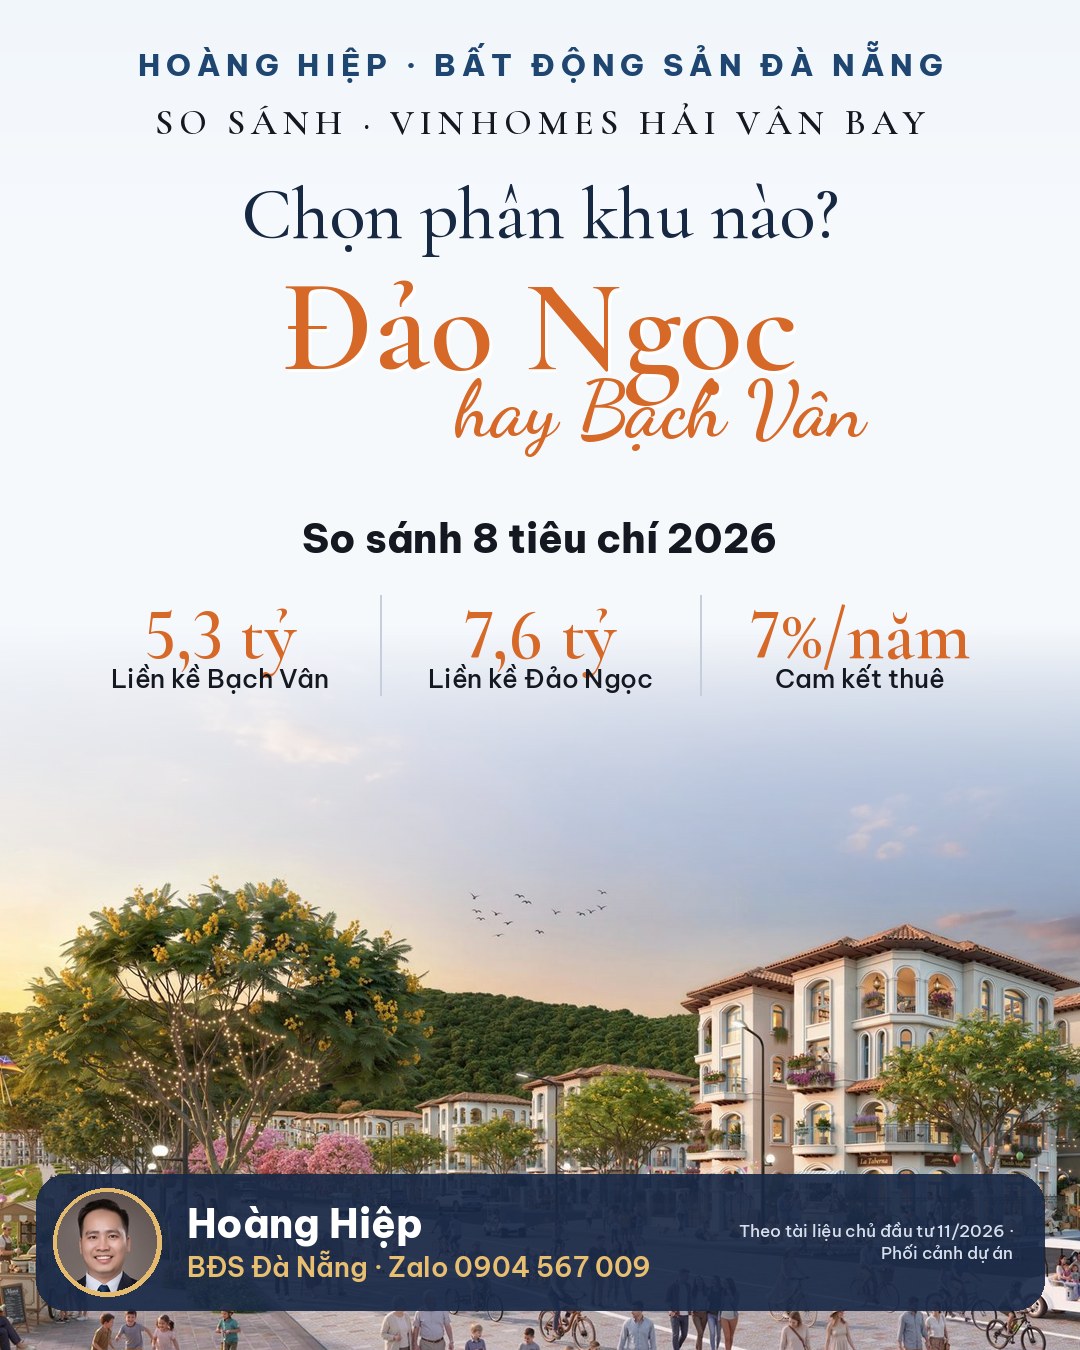 HOÀNG HIỆP · BẤT ĐỘNG SẢN ĐÀ NẴNG
SO SÁNH · VINHOMES HẢI VÂN BAY
Chọn phân khu nào?
Đảo Ngọc
hay Bạch Vân
So sánh 8 tiêu chí 2026
5,3 tỷ
Liền kề Bạch Vân
7,6 tỷ
Liền kề Đảo Ngọc
7%/năm
Cam kết thuê
La Taberna
Hoàng Hiệp
BĐS Đà Nẵng · Zalo 0904 567 009
Theo tài liệu chủ đầu tư 11/2026 ·
Phối cảnh dự án